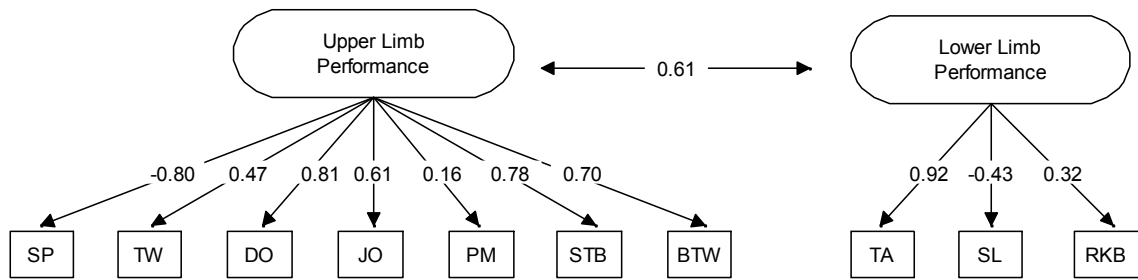 Upper Limb
Performance
Lower Limb
Performance
0.61
-0.80 0.47 0.81 0.61 0.16 0.78 0.70 0.92 -0.43 0.32
SP TW DO JO PM STB BTW TA SL RKB